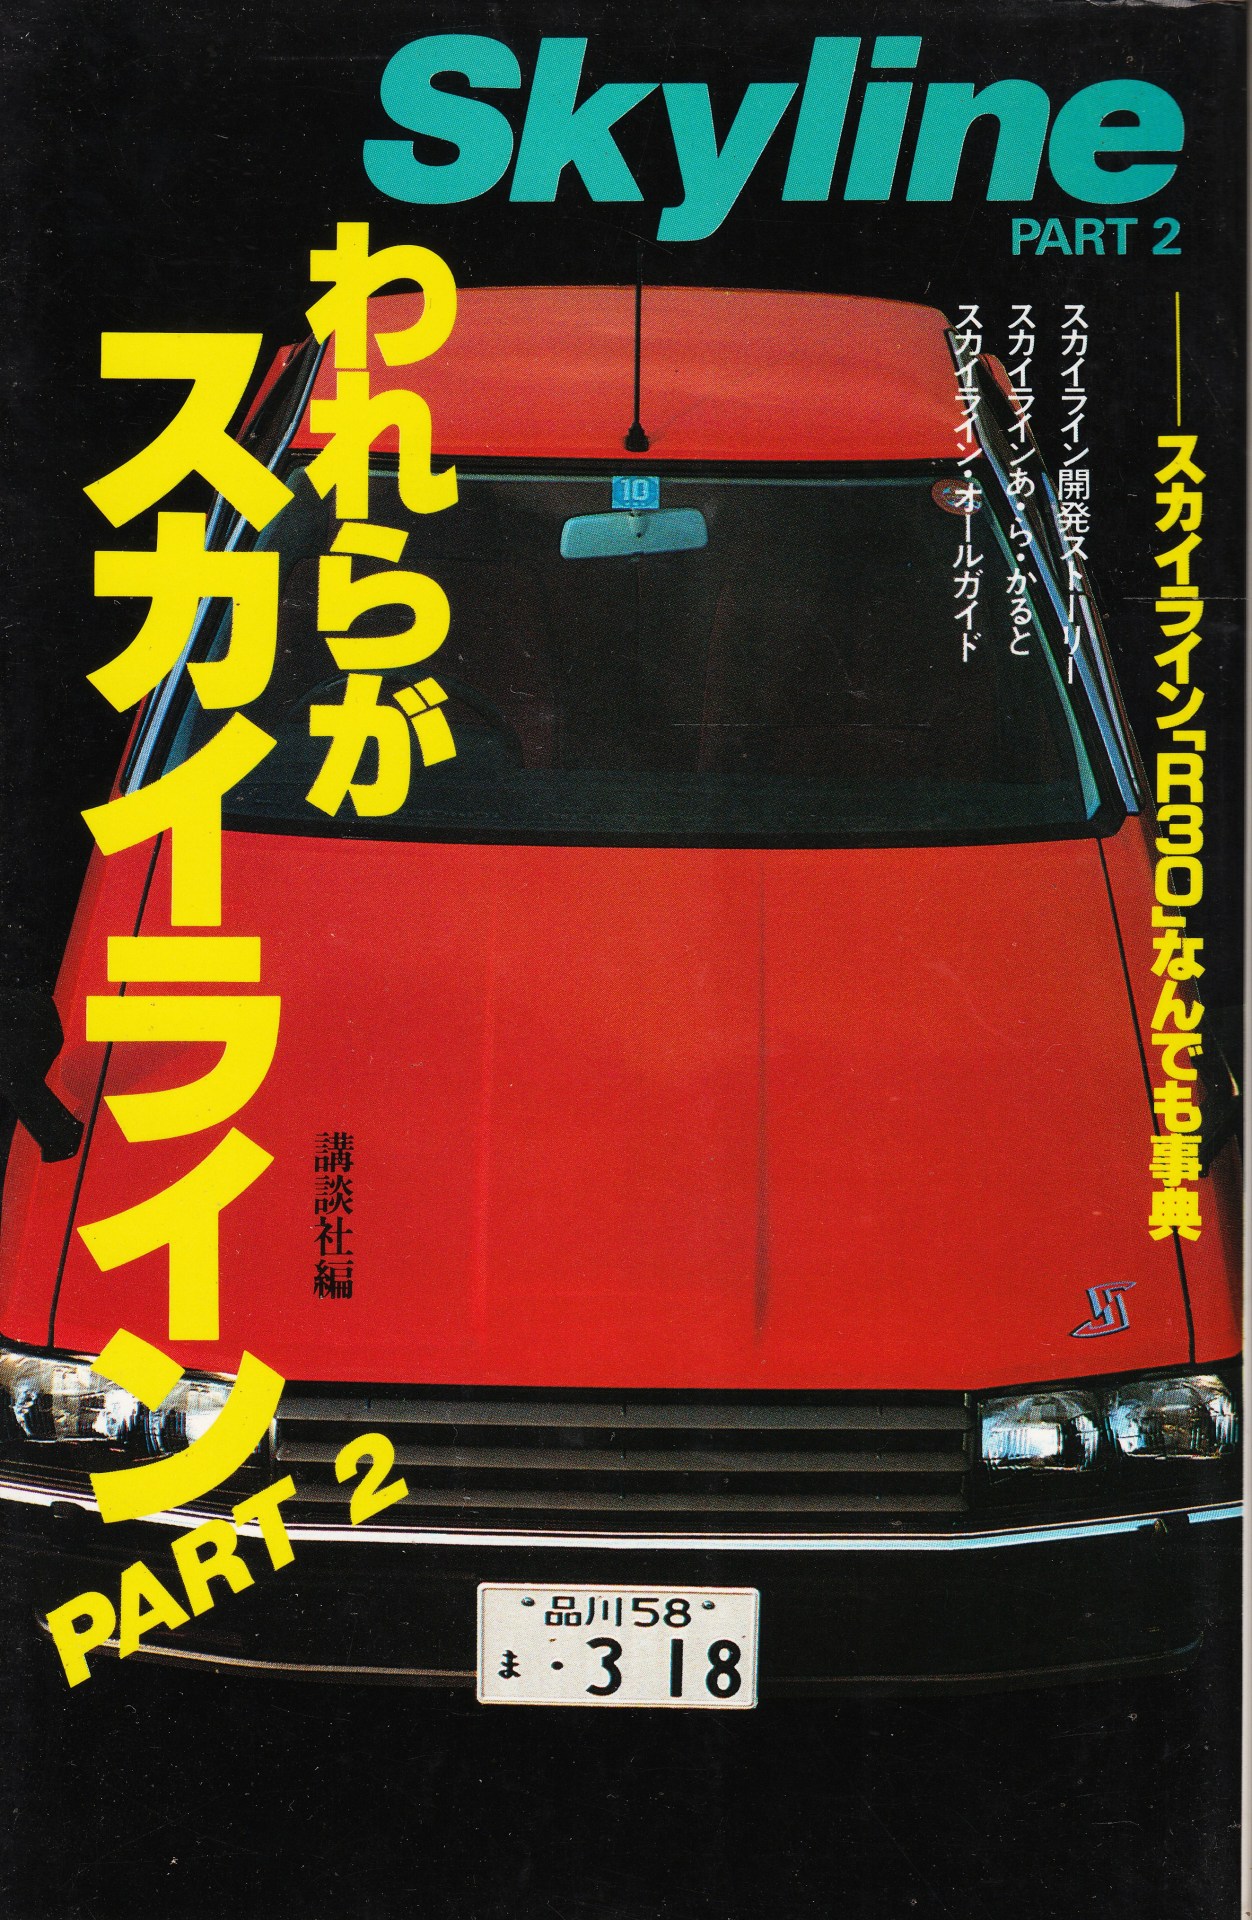 Skyline
PART 2
スカイライン「R30」なんでも事典
スカイライン開発ストーリー
スカイラインあ・ら・かると
スカイライン・オールガイド
われらが
スカイライン
PART 2
講談社編
10
品川58
ま・318